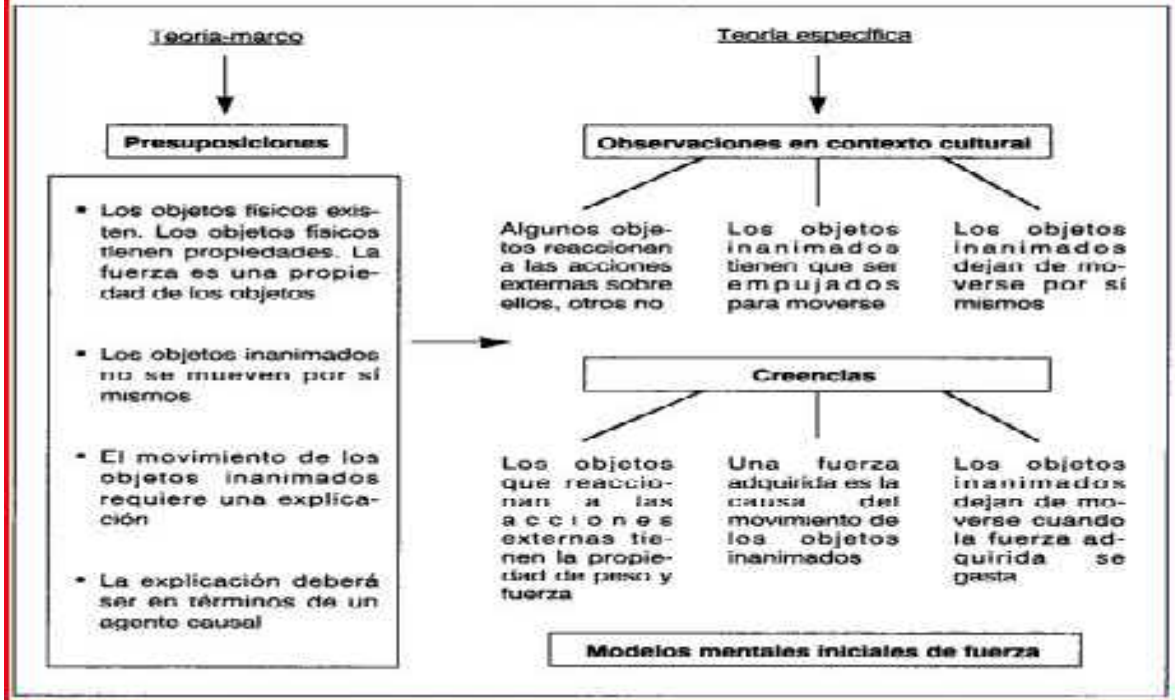 Teoría-marco
Presuposiciones
• Los objetos físicos exis-
ten. Los objetos físicos
tienen propiedades. La
fuerza es una propie-
dad de los objetos
• Los objetos inanimados
no se mueven por sí
mismos
• El movimiento de los
objetos inanimados
requiere una explica-
ción
• La explicación deberá
ser en términos de un
agente causal
Teoría específica
Observaciones en contexto cultural
Algunos obje-
tos reaccionan
a las acciones
externas sobre
ellos, otros no
Los objetos
inanimados
tienen que ser
empujados
para moverse
Los objetos
inanimados
dejan de mo-
verse por sí
mismos
Creencias
Los objetos
que reaccio-
nan a las
acciones
externas tie-
nen la propie-
dad de peso y
fuerza
Una fuerza
adquirida es la
causa del
movimiento de
los objetos
inanimados
Los objetos
inanimados
dejan de mo-
verse cuando
la fuerza ad-
quirida se
gasta
Modelos mentales iniciales de fuerza